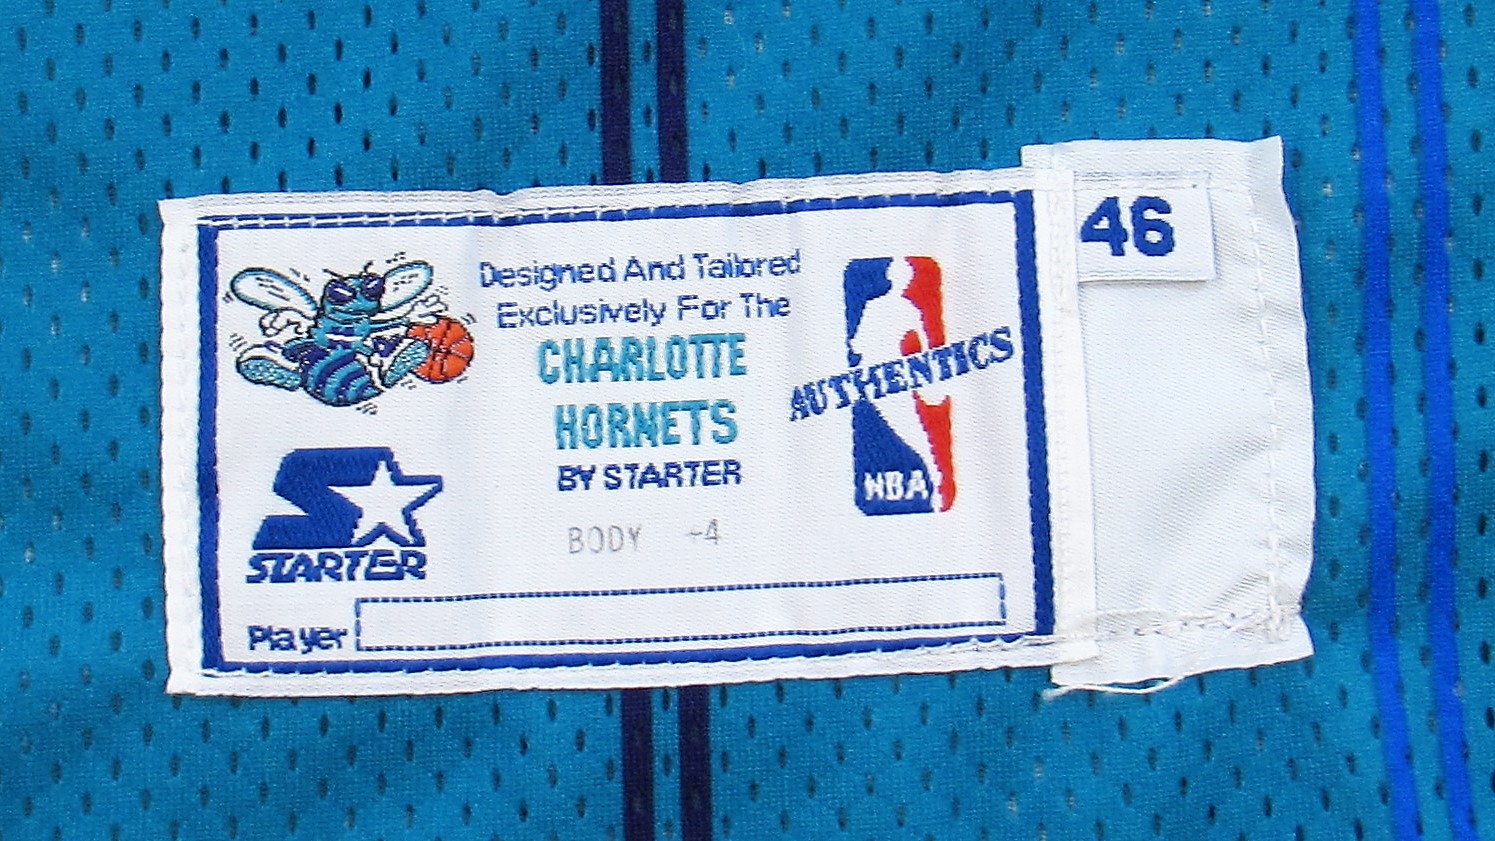 Designed And Tailored
Exclusively For The
CHARLOTTE
HORNETS
BY STARTER
BODY -4
STARTER
Player
AUTHENTICS
NBA
46